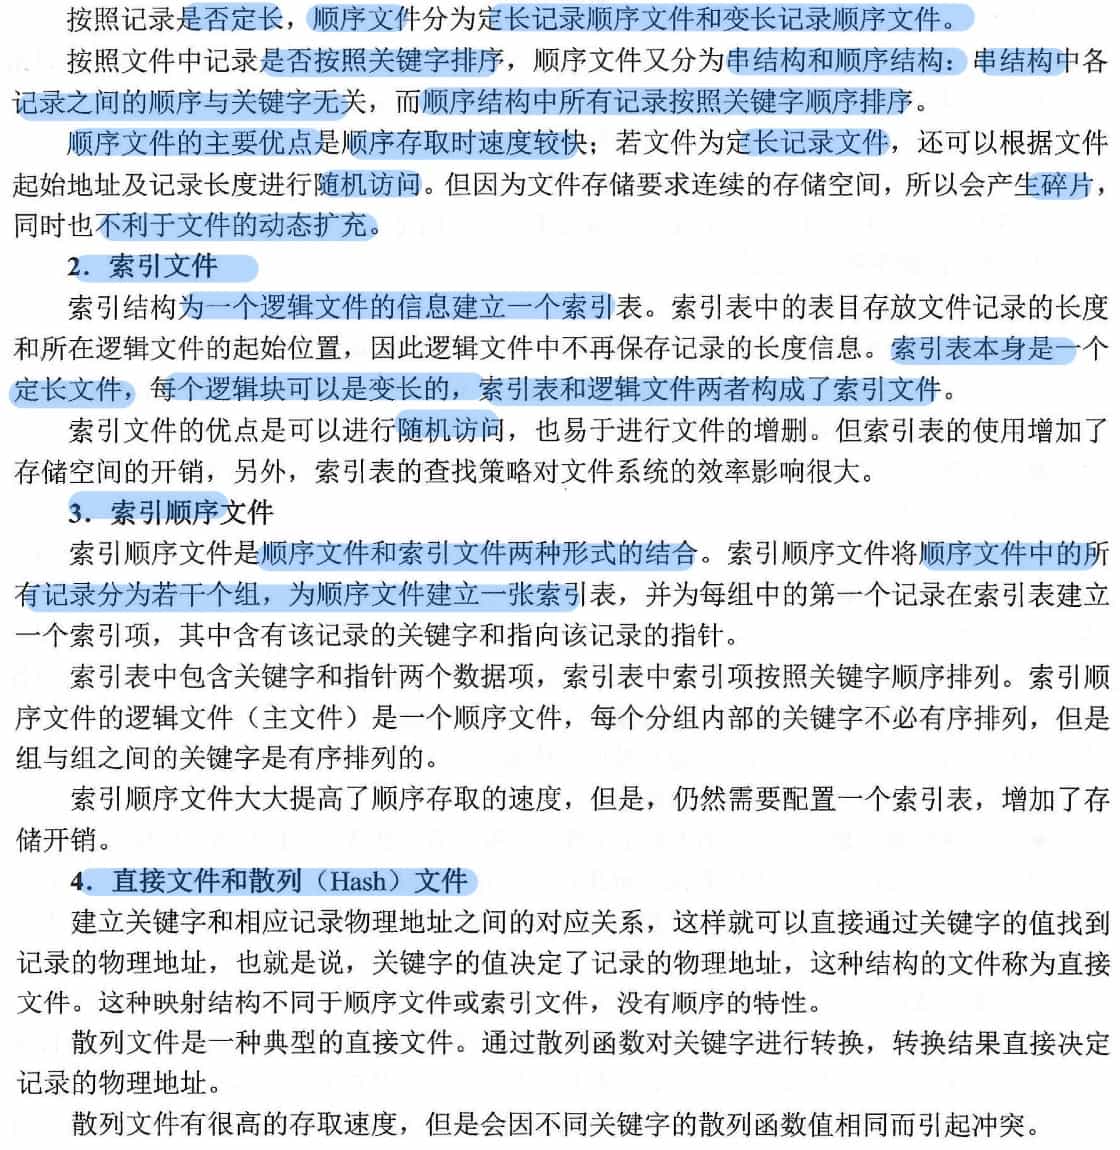 按照记录是否定长，顺序文件分为定长记录顺序文件和变长记录顺序文件。
按照文件中记录是否按照关键字排序，顺序文件又分为串结构和顺序结构：串结构中各
记录之间的顺序与关键字无关，而顺序结构中所有记录按照关键字顺序排序。
顺序文件的主要优点是顺序存取时速度较快；若文件为定长记录文件，还可以根据文件
起始地址及记录长度进行随机访问。但因为文件存储要求连续的存储空间，所以会产生碎片，
同时也不利于文件的动态扩充。
2．索引文件
索引结构为一个逻辑文件的信息建立一个索引表。索引表中的表目存放文件记录的长度
和所在逻辑文件的起始位置，因此逻辑文件中不再保存记录的长度信息。索引表本身是一个
定长文件，每个逻辑块可以是变长的，索引表和逻辑文件两者构成了索引文件。
索引文件的优点是可以进行随机访问，也易于进行文件的增删。但索引表的使用增加了
存储空间的开销，另外，索引表的查找策略对文件系统的效率影响很大。
3．索引顺序文件
索引顺序文件是顺序文件和索引文件两种形式的结合。索引顺序文件将顺序文件中的所
有记录分为若干个组，为顺序文件建立一张索引表，并为每组中的第一个记录在索引表建立
一个索引项，其中含有该记录的关键字和指向该记录的指针。
索引表中包含关键字和指针两个数据项，索引表中索引项按照关键字顺序排列。索引顺
序文件的逻辑文件（主文件）是一个顺序文件，每个分组内部的关键字不必有序排列，但是
组与组之间的关键字是有序排列的。
索引顺序文件大大提高了顺序存取的速度，但是，仍然需要配置一个索引表，增加了存
储开销。
4．直接文件和散列（Hash）文件
建立关键字和相应记录物理地址之间的对应关系，这样就可以直接通过关键字的值找到
记录的物理地址，也就是说，关键字的值决定了记录的物理地址，这种结构的文件称为直接
文件。这种映射结构不同于顺序文件或索引文件，没有顺序的特性。
散列文件是一种典型的直接文件。通过散列函数对关键字进行转换，转换结果直接决定
记录的物理地址。
散列文件有很高的存取速度，但是会因不同关键字的散列函数值相同而引起冲突。